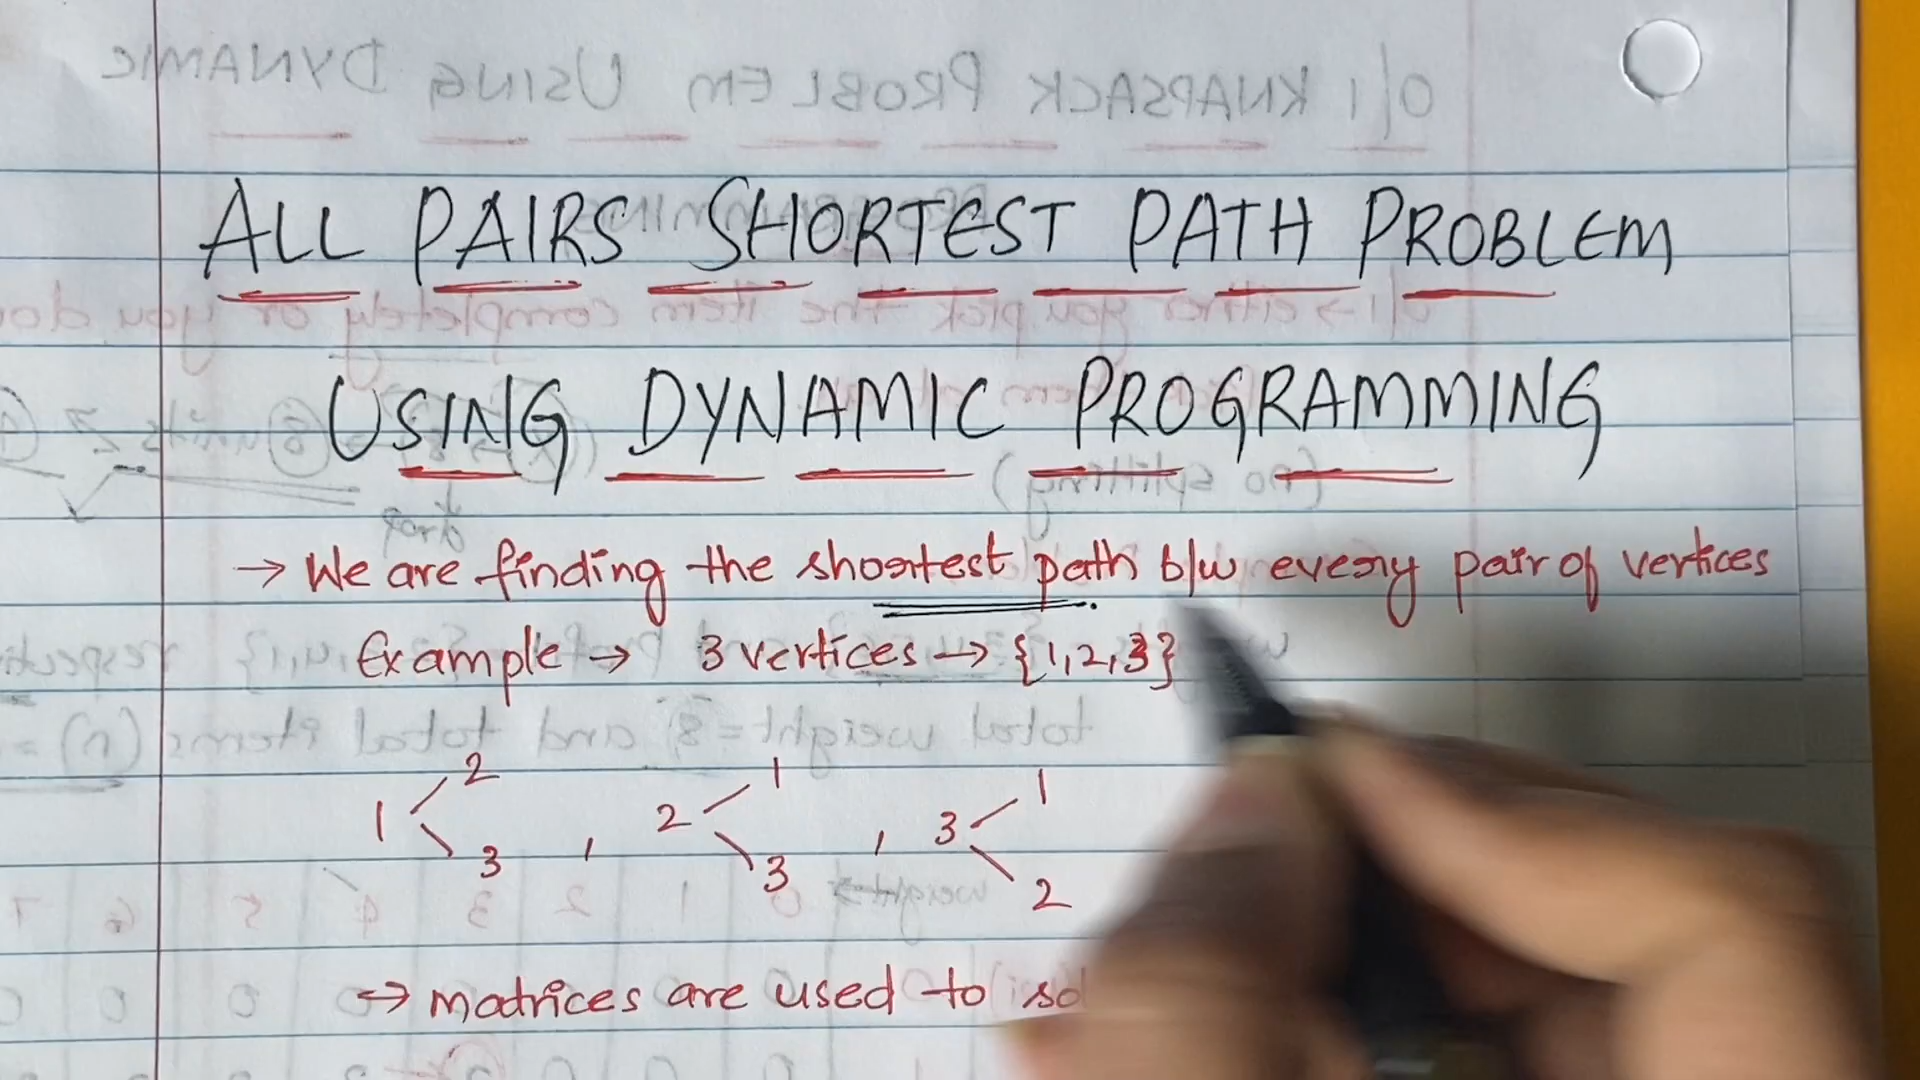 ALL PAIRS SHORTEST PATH PROBLEM
USING DYNAMIC PROGRAMMING
→ We are finding the shortest path b/w every pair of vertices
Example → 3 vertices → {1,2,3}
1 < 2 3 , 2 < 1 3 , 3 < 1 2
→ matrices are used to